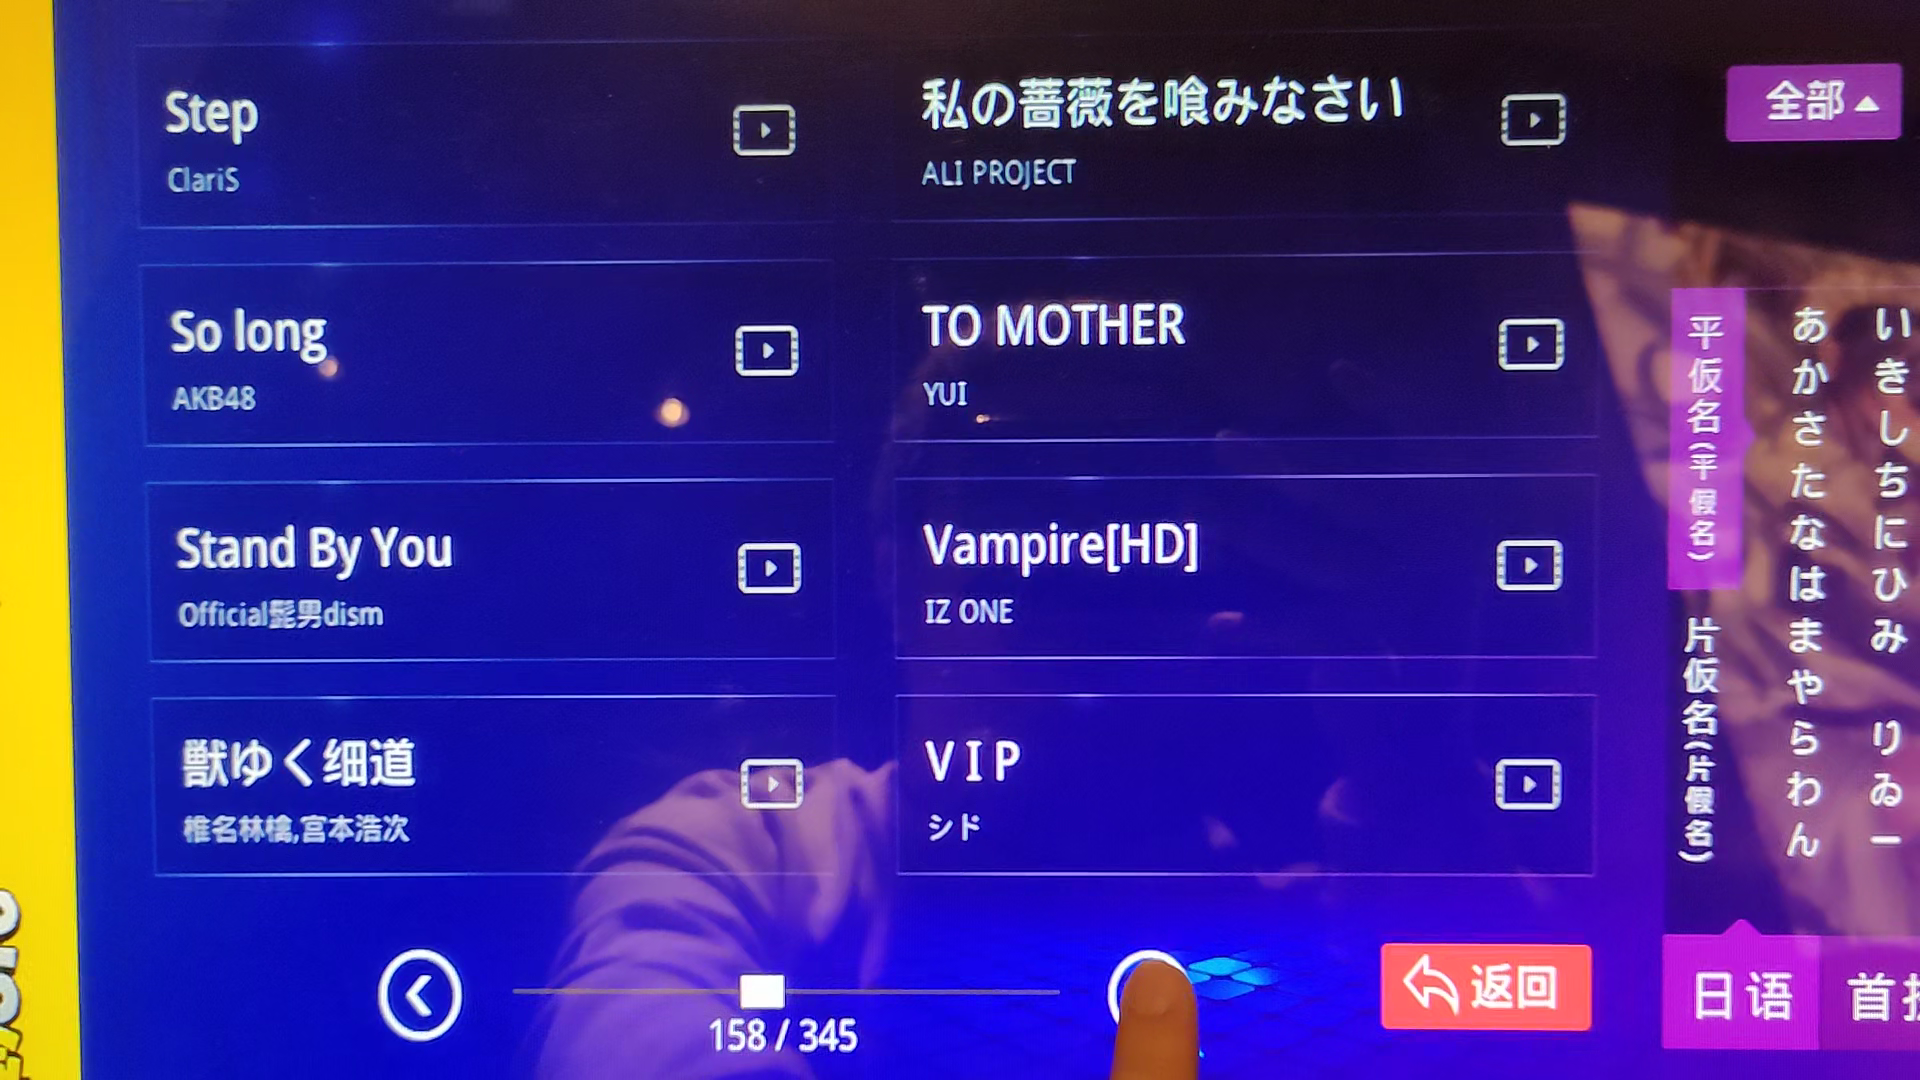 Step
ClariS
私の薔薇を喰みなさい
ALI PROJECT
全部
So long
AKB48
TO MOTHER
YUI
Stand By You
Official髭男dism
Vampire[HD]
IZ ONE
獣ゆく细道
椎名林檎,宮本浩次
V I P
シド
平仮名(平假名)
片仮名(片假名)
あかさたなはまやらわん
いきしちにひみ りゐー
158 / 345
返回
日语
首